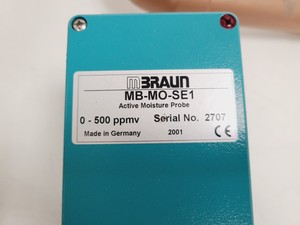 mBRAUN
MB-MO-SE1
Active Moisture Probe
0 - 500 ppmv Serial No. 2707
Made in Germany 2001 CE